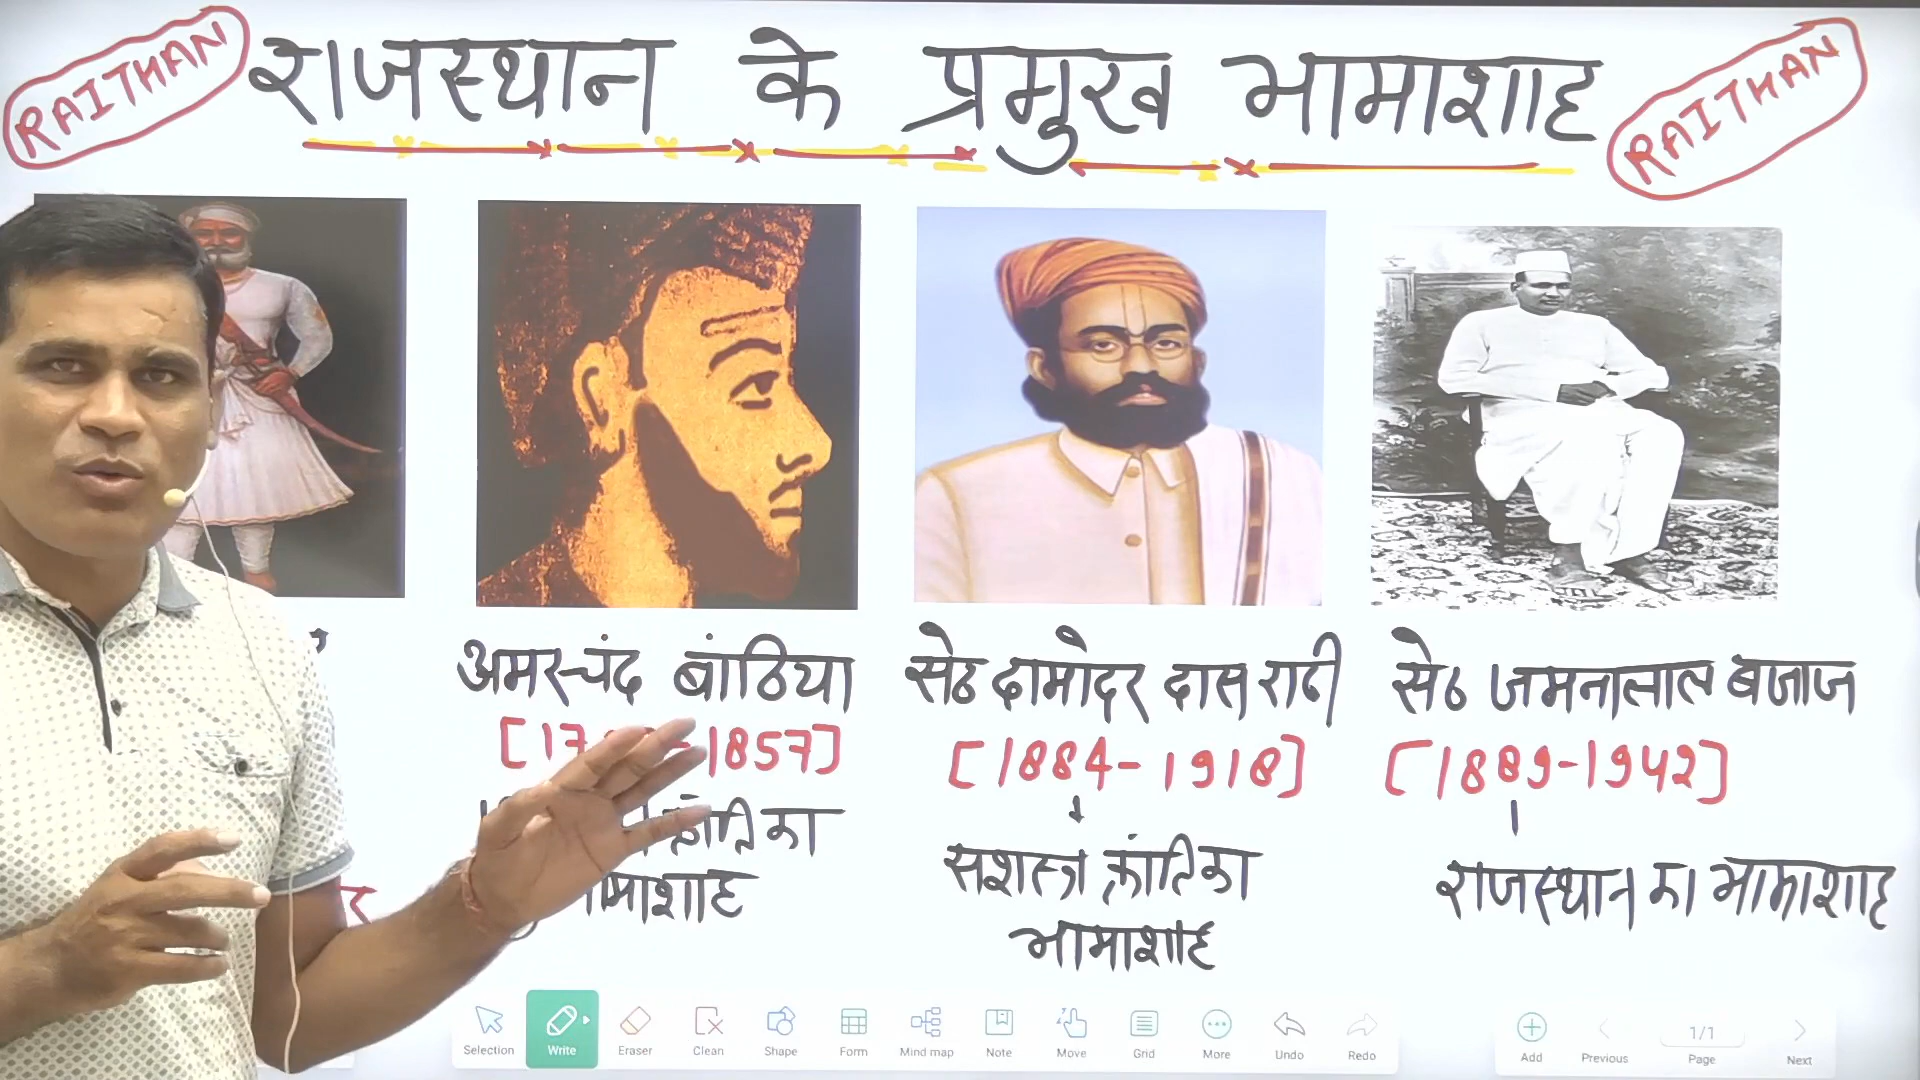 RAITHAN
राजस्थान के प्रमुख भामाशाह
RAITHAN
अमरचंद बांठिया
1857]
क्रांति का
भामाशाह
सेठ दामोदर दास राठी
[1884-1918]
सशस्त्र क्रांति का
भामाशाह
सेठ जमनालाल बजाज
[1889-1942]
राजस्थान का भामाशाह
Selection Write Eraser Clean Shape Form Mind map Note Move Grid More Undo Redo
Add Previous 1/1 Page Next